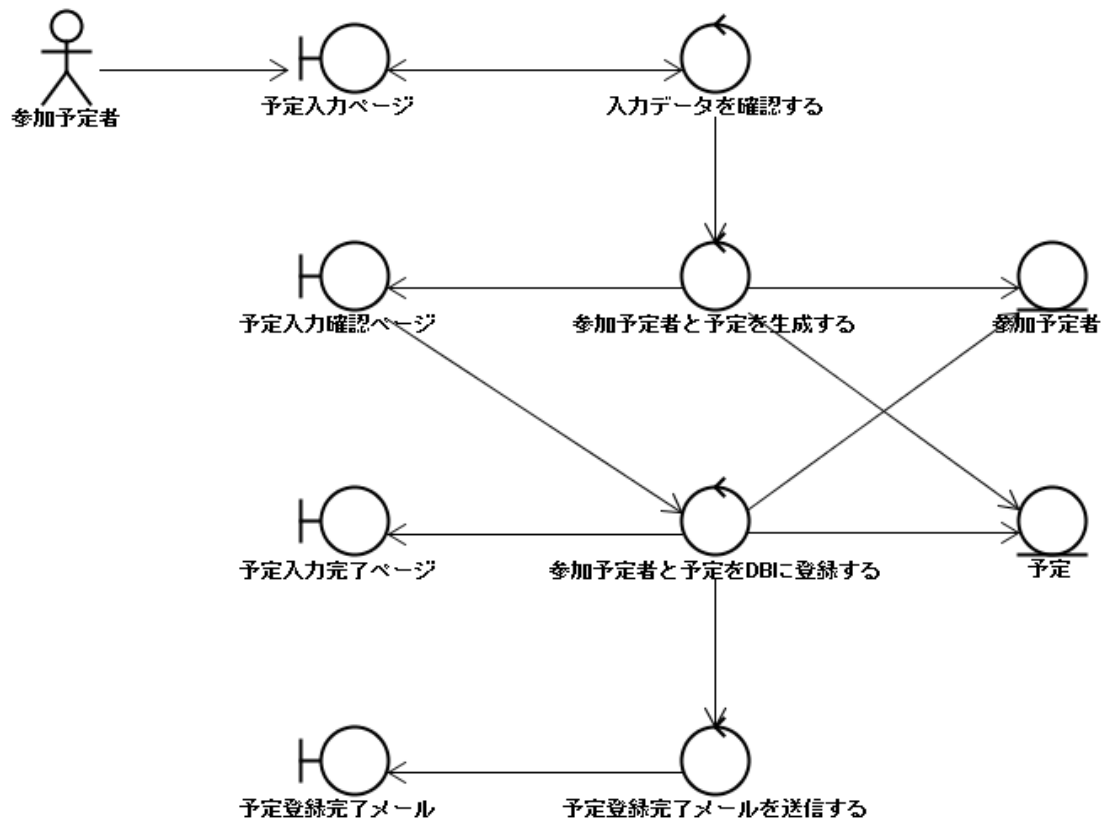 参加予定者
予定入力ページ
入力データを確認する
予定入力確認ページ
参加予定者と予定を生成する
参加予定者
予定入力完了ページ
参加予定者と予定をDBに登録する
予定
予定登録完了メール
予定登録完了メールを送信する